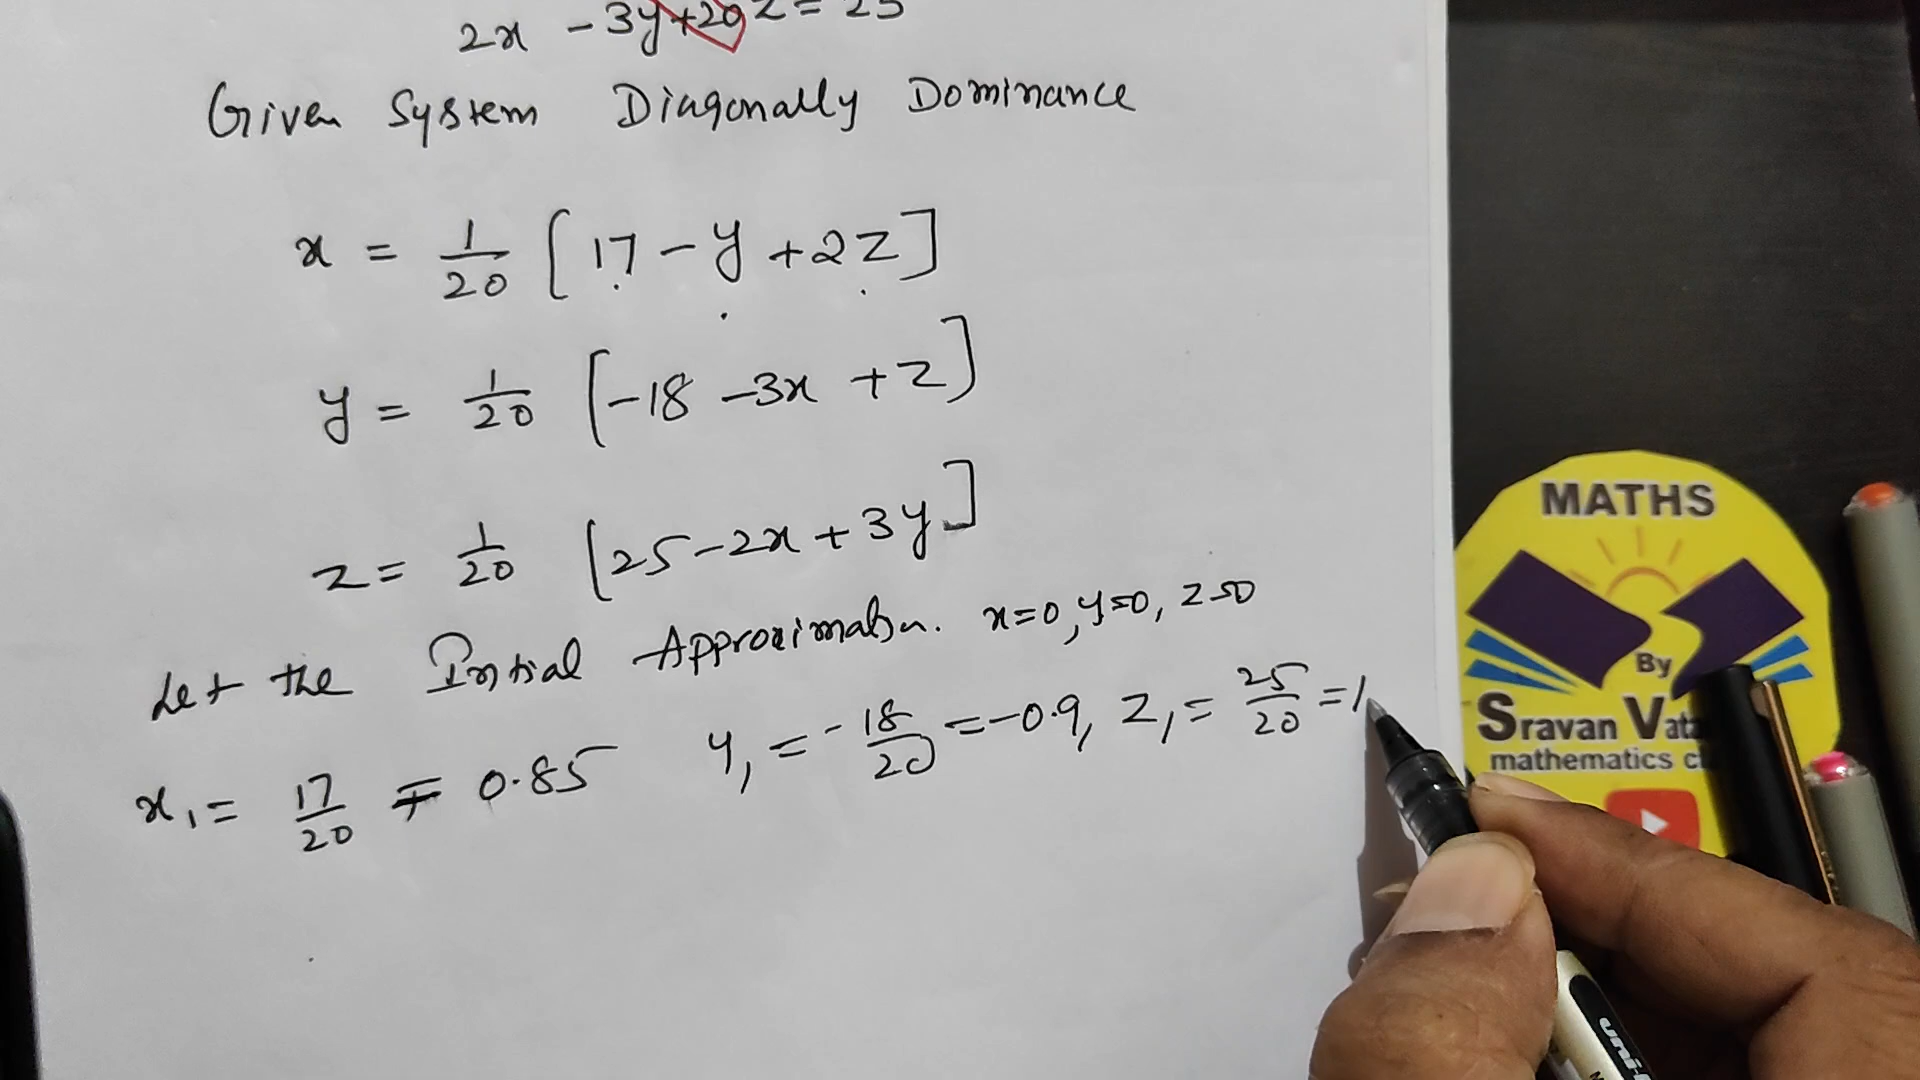 2x - 3y + 20z = 25
Given System Diagonally Dominance
x = 1/20 [17 - y + 2z]
y = 1/20 [-18 - 3x + z]
z = 1/20 [25 - 2x + 3y]
Let the Initial Approximation. x=0, y=0, z=0
x₁ = 17/20 = 0.85 y₁ = -18/20 = -0.9, z₁ = 25/20 = 1
MATHS
By
Sravan Vat
mathematics c
uni